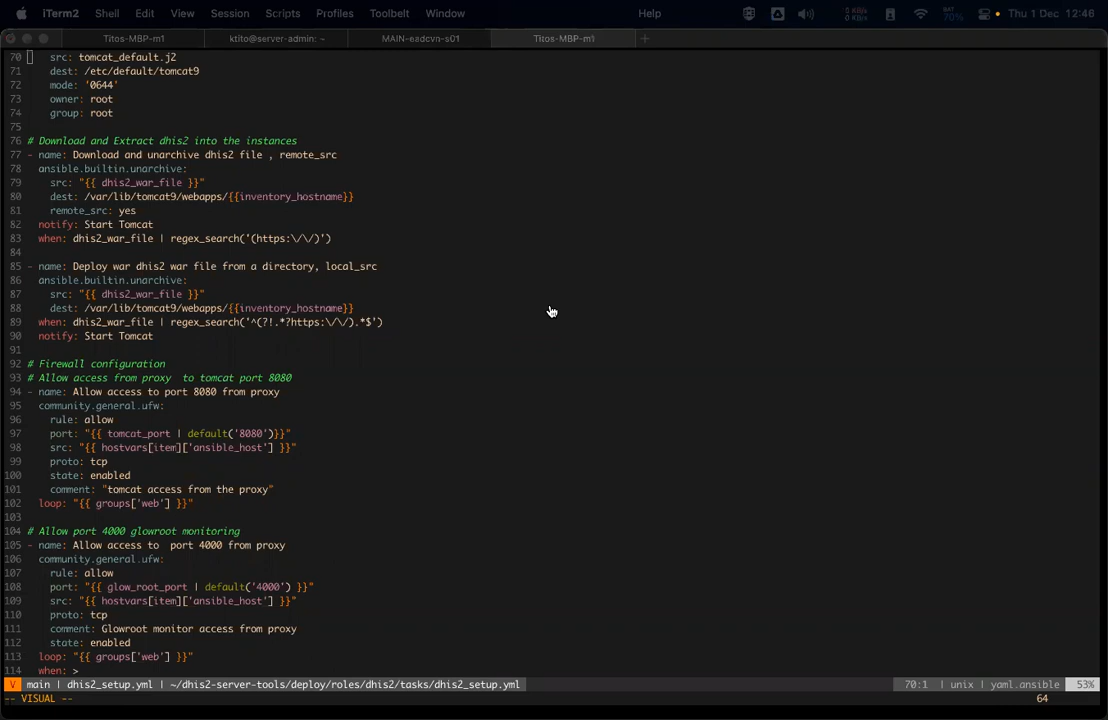 iTerm2 Shell Edit View Session Scripts Profiles Toolbelt Window Help 0 KB/s 0 KB/s BAT 70% Thu 1 Dec 12:46
Titos-MBP-m1 ktito@server-admin: ~ MAIN-eadcvn-s01 Titos-MBP-m1 +
70 src: tomcat_default.j2
71 dest: /etc/default/tomcat9
72 mode: '0644'
73 owner: root
74 group: root
75
76 # Download and Extract dhis2 into the instances
77 - name: Download and unarchive dhis2 file , remote_src
78 ansible.builtin.unarchive:
79 src: "{{ dhis2_war_file }}"
80 dest: /var/lib/tomcat9/webapps/{{inventory_hostname}}
81 remote_src: yes
82 notify: Start Tomcat
83 when: dhis2_war_file | regex_search('(https:\/\/)')
84
85 - name: Deploy war dhis2 war file from a directory, local_src
86 ansible.builtin.unarchive:
87 src: "{{ dhis2_war_file }}"
88 dest: /var/lib/tomcat9/webapps/{{inventory_hostname}}
89 when: dhis2_war_file | regex_search('^(?!.*?https:\/\/).*$')
90 notify: Start Tomcat
91
92 # Firewall configuration
93 # Allow access from proxy  to tomcat port 8080
94 - name: Allow access to port 8080 from proxy
95 community.general.ufw:
96 rule: allow
97 port: "{{ tomcat_port | default('8080')}}"
98 src: "{{ hostvars[item]['ansible_host'] }}"
99 proto: tcp
100 state: enabled
101 comment: "tomcat access from the proxy"
102 loop: "{{ groups['web'] }}"
103
104 # Allow port 4000 glowroot monitoring
105 - name: Allow access to  port 4000 from proxy
106 community.general.ufw:
107 rule: allow
108 port: "{{ glow_root_port | default('4000') }}"
109 src: "{{ hostvars[item]['ansible_host'] }}"
110 proto: tcp
111 comment: Glowroot monitor access from proxy
112 state: enabled
113 loop: "{{ groups['web'] }}"
114 when: >
V main | dhis2_setup.yml | ~/dhis2-server-tools/deploy/roles/dhis2/tasks/dhis2_setup.yml 70:1 | unix | yaml.ansible 53%
-- VISUAL -- 64